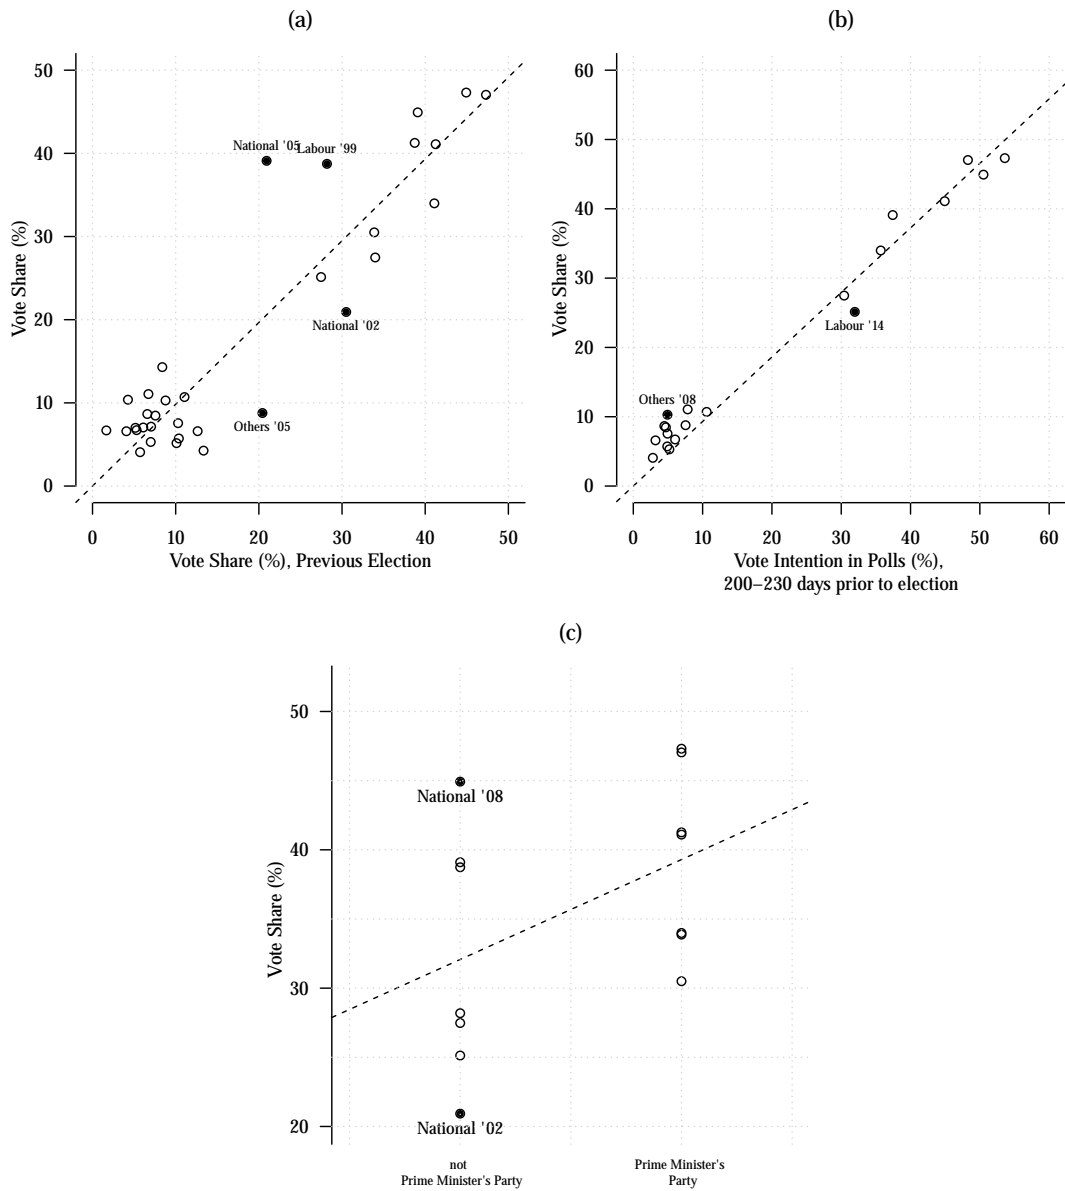 (a)
50
40
30
20
10
0
Vote Share (%)
National '05
Labour '99
National '02
Others '05
0 10 20 30 40 50
Vote Share (%), Previous Election
(b)
60
50
40
30
20
10
0
Vote Share (%)
Labour '14
Others '08
0 10 20 30 40 50 60
Vote Intention in Polls (%),
200–230 days prior to election
(c)
50
40
30
20
Vote Share (%)
National '08
National '02
not
Prime Minister's Party
Prime Minister's
Party